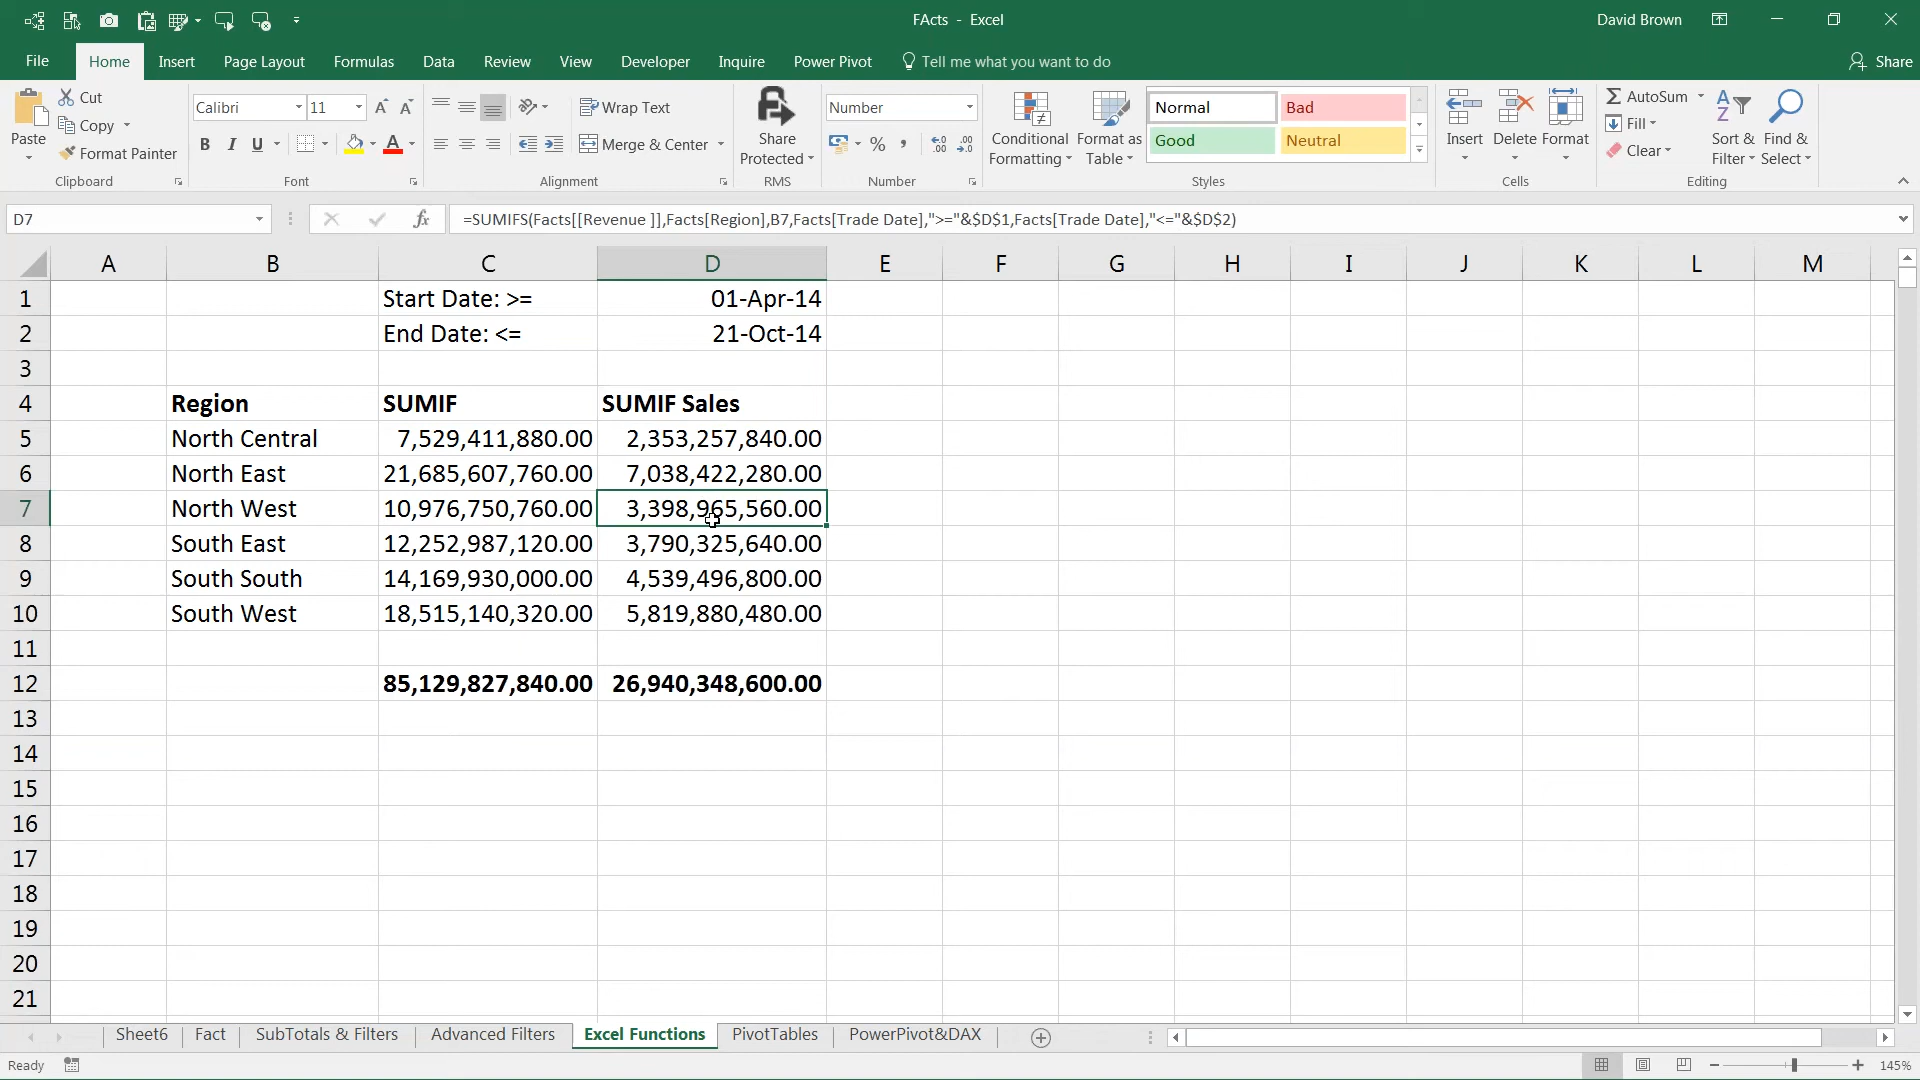 FActs - Excel
David Brown
File Home Insert Page Layout Formulas Data Review View Developer Inquire Power Pivot Tell me what you want to do Share
Paste
Cut
Copy
Format Painter
Clipboard
Calibri 11
B I U A
Font
Wrap Text
Merge & Center
Alignment
Share
Protected
RMS
Number
%
Number
Conditional
Formatting
Format as
Table
Normal Bad
Good Neutral
Styles
Insert Delete Format
Cells
AutoSum
Fill
Clear
Sort &
Filter
Find &
Select
Editing
D7 fx =SUMIFS(Facts[[Revenue ]],Facts[Region],B7,Facts[Trade Date],">="&$D$1,Facts[Trade Date],"<="&$D$2)
A B C D E F G H I J K L M
1 Start Date: >= 01-Apr-14
2 End Date: <= 21-Oct-14
3
4 Region SUMIF SUMIF Sales
5 North Central 7,529,411,880.00 2,353,257,840.00
6 North East 21,685,607,760.00 7,038,422,280.00
7 North West 10,976,750,760.00 3,398,965,560.00
8 South East 12,252,987,120.00 3,790,325,640.00
9 South South 14,169,930,000.00 4,539,496,800.00
10 South West 18,515,140,320.00 5,819,880,480.00
11
12 85,129,827,840.00 26,940,348,600.00
13
14
15
16
17
18
19
20
21
Sheet6 Fact SubTotals & Filters Advanced Filters Excel Functions PivotTables PowerPivot&DAX
Ready 145%